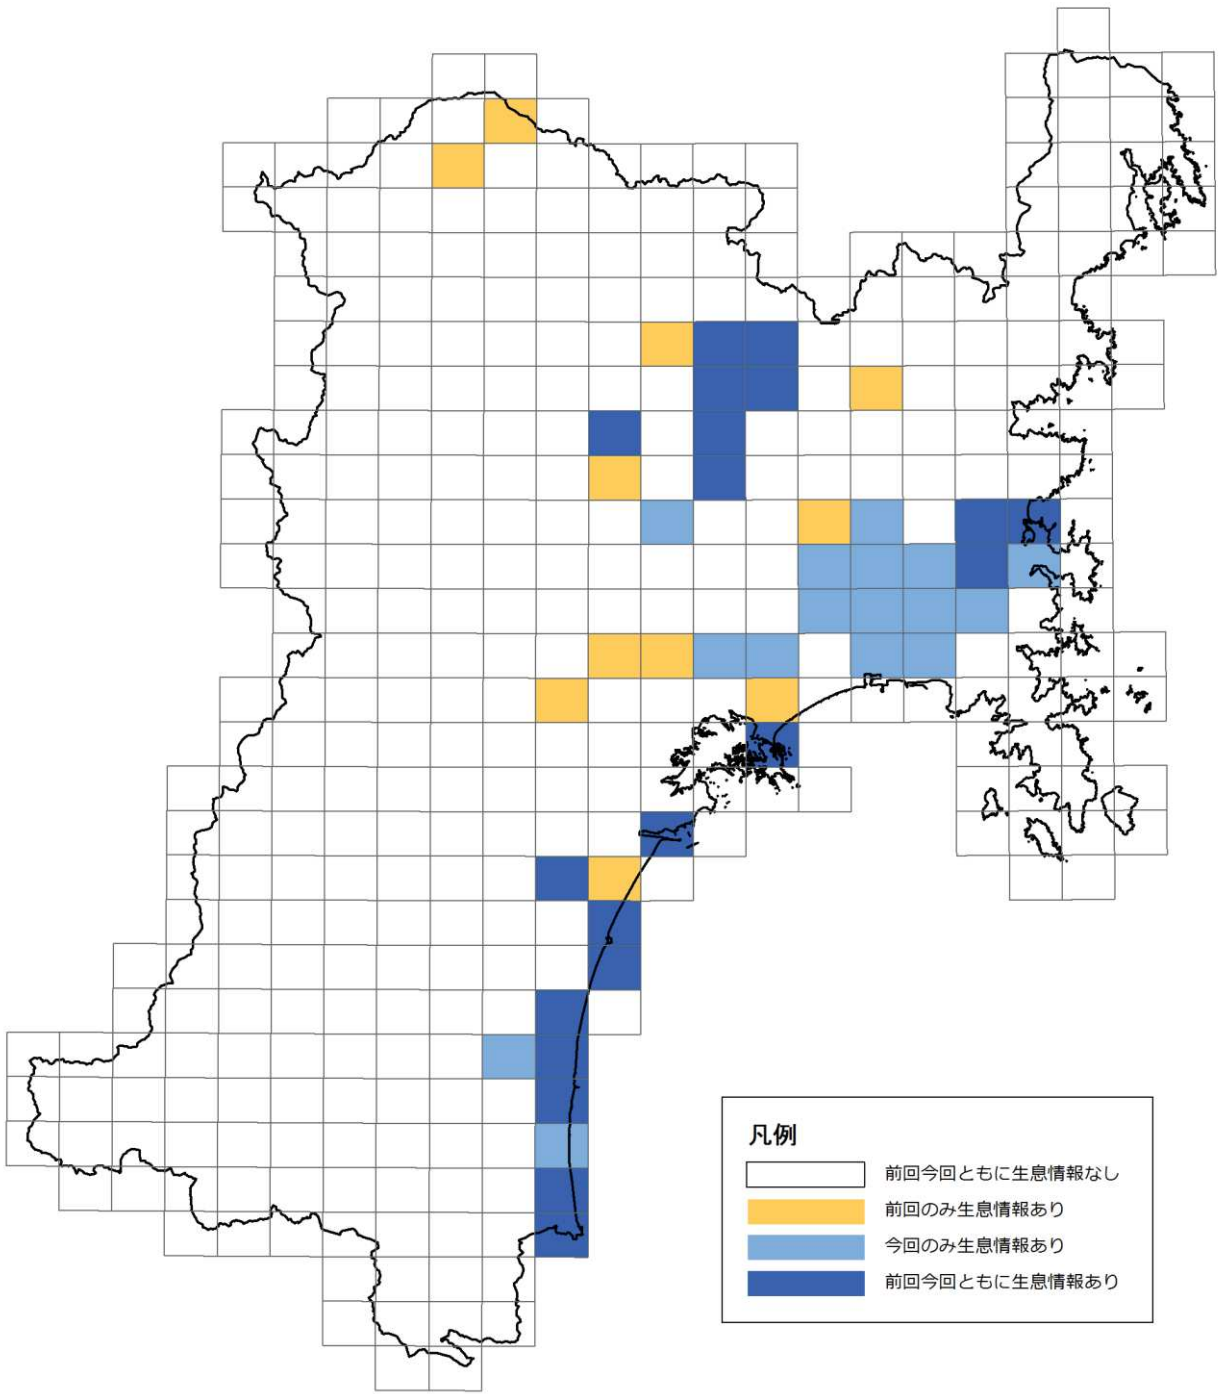 凡例
前回今回ともに生息情報なし
前回のみ生息情報あり
今回のみ生息情報あり
前回今回ともに生息情報あり